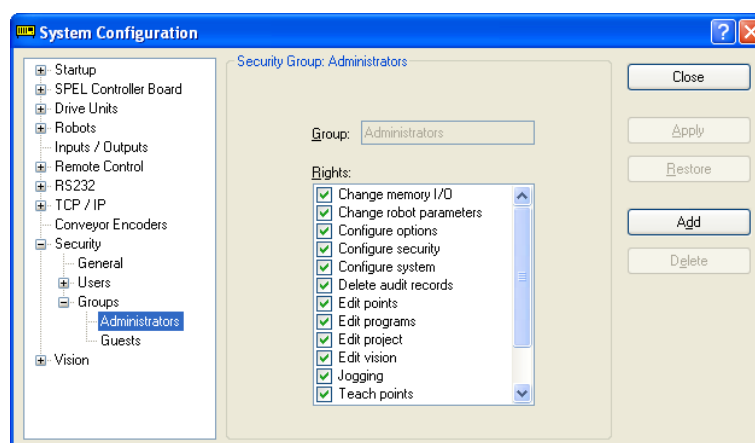 System Configuration
Startup
SPEL Controller Board
Drive Units
Robots
Inputs / Outputs
Remote Control
RS232
TCP / IP
Conveyor Encoders
Security
General
Users
Groups
Administrators
Guests
Vision
Security Group: Administrators
Group: Administrators
Rights:
Change memory I/O
Change robot parameters
Configure options
Configure security
Configure system
Delete audit records
Edit points
Edit programs
Edit project
Edit vision
Jogging
Teach points
Close
Apply
Restore
Add
Delete